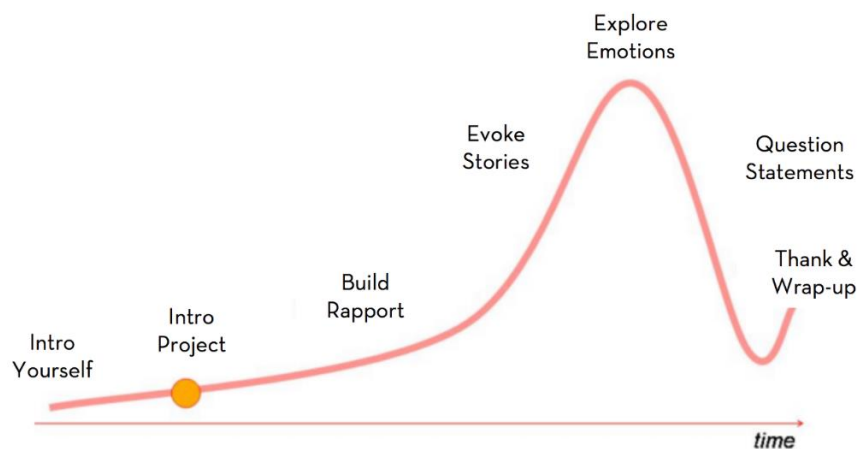 Intro
Yourself
Intro
Project
Build
Rapport
Evoke
Stories
Explore
Emotions
Question
Statements
Thank &
Wrap-up
time